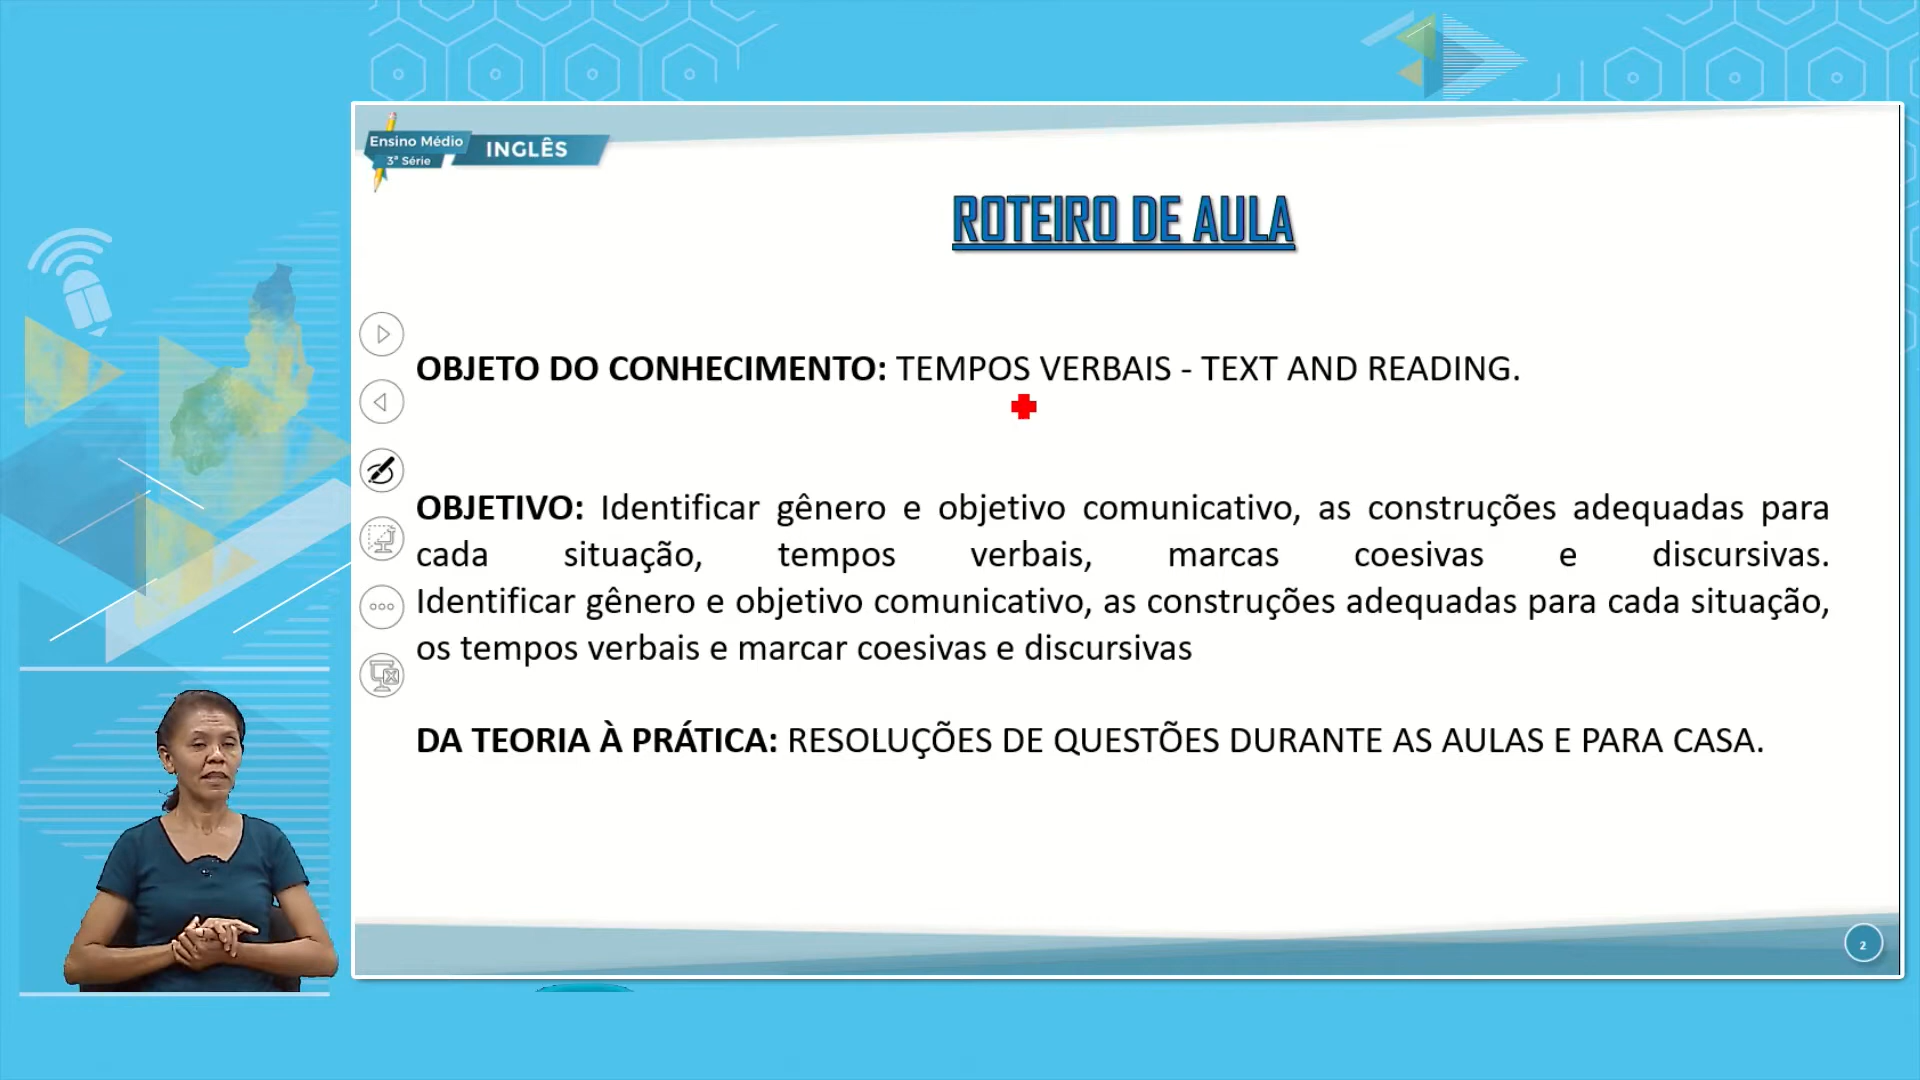 Ensino Médio
3ª Série
INGLÊS
ROTEIRO DE AULA
OBJETO DO CONHECIMENTO: TEMPOS VERBAIS - TEXT AND READING.
OBJETIVO: Identificar gênero e objetivo comunicativo, as construções adequadas para
cada situação, tempos verbais, marcas coesivas e discursivas.
Identificar gênero e objetivo comunicativo, as construções adequadas para cada situação,
os tempos verbais e marcar coesivas e discursivas
DA TEORIA À PRÁTICA: RESOLUÇÕES DE QUESTÕES DURANTE AS AULAS E PARA CASA.
2